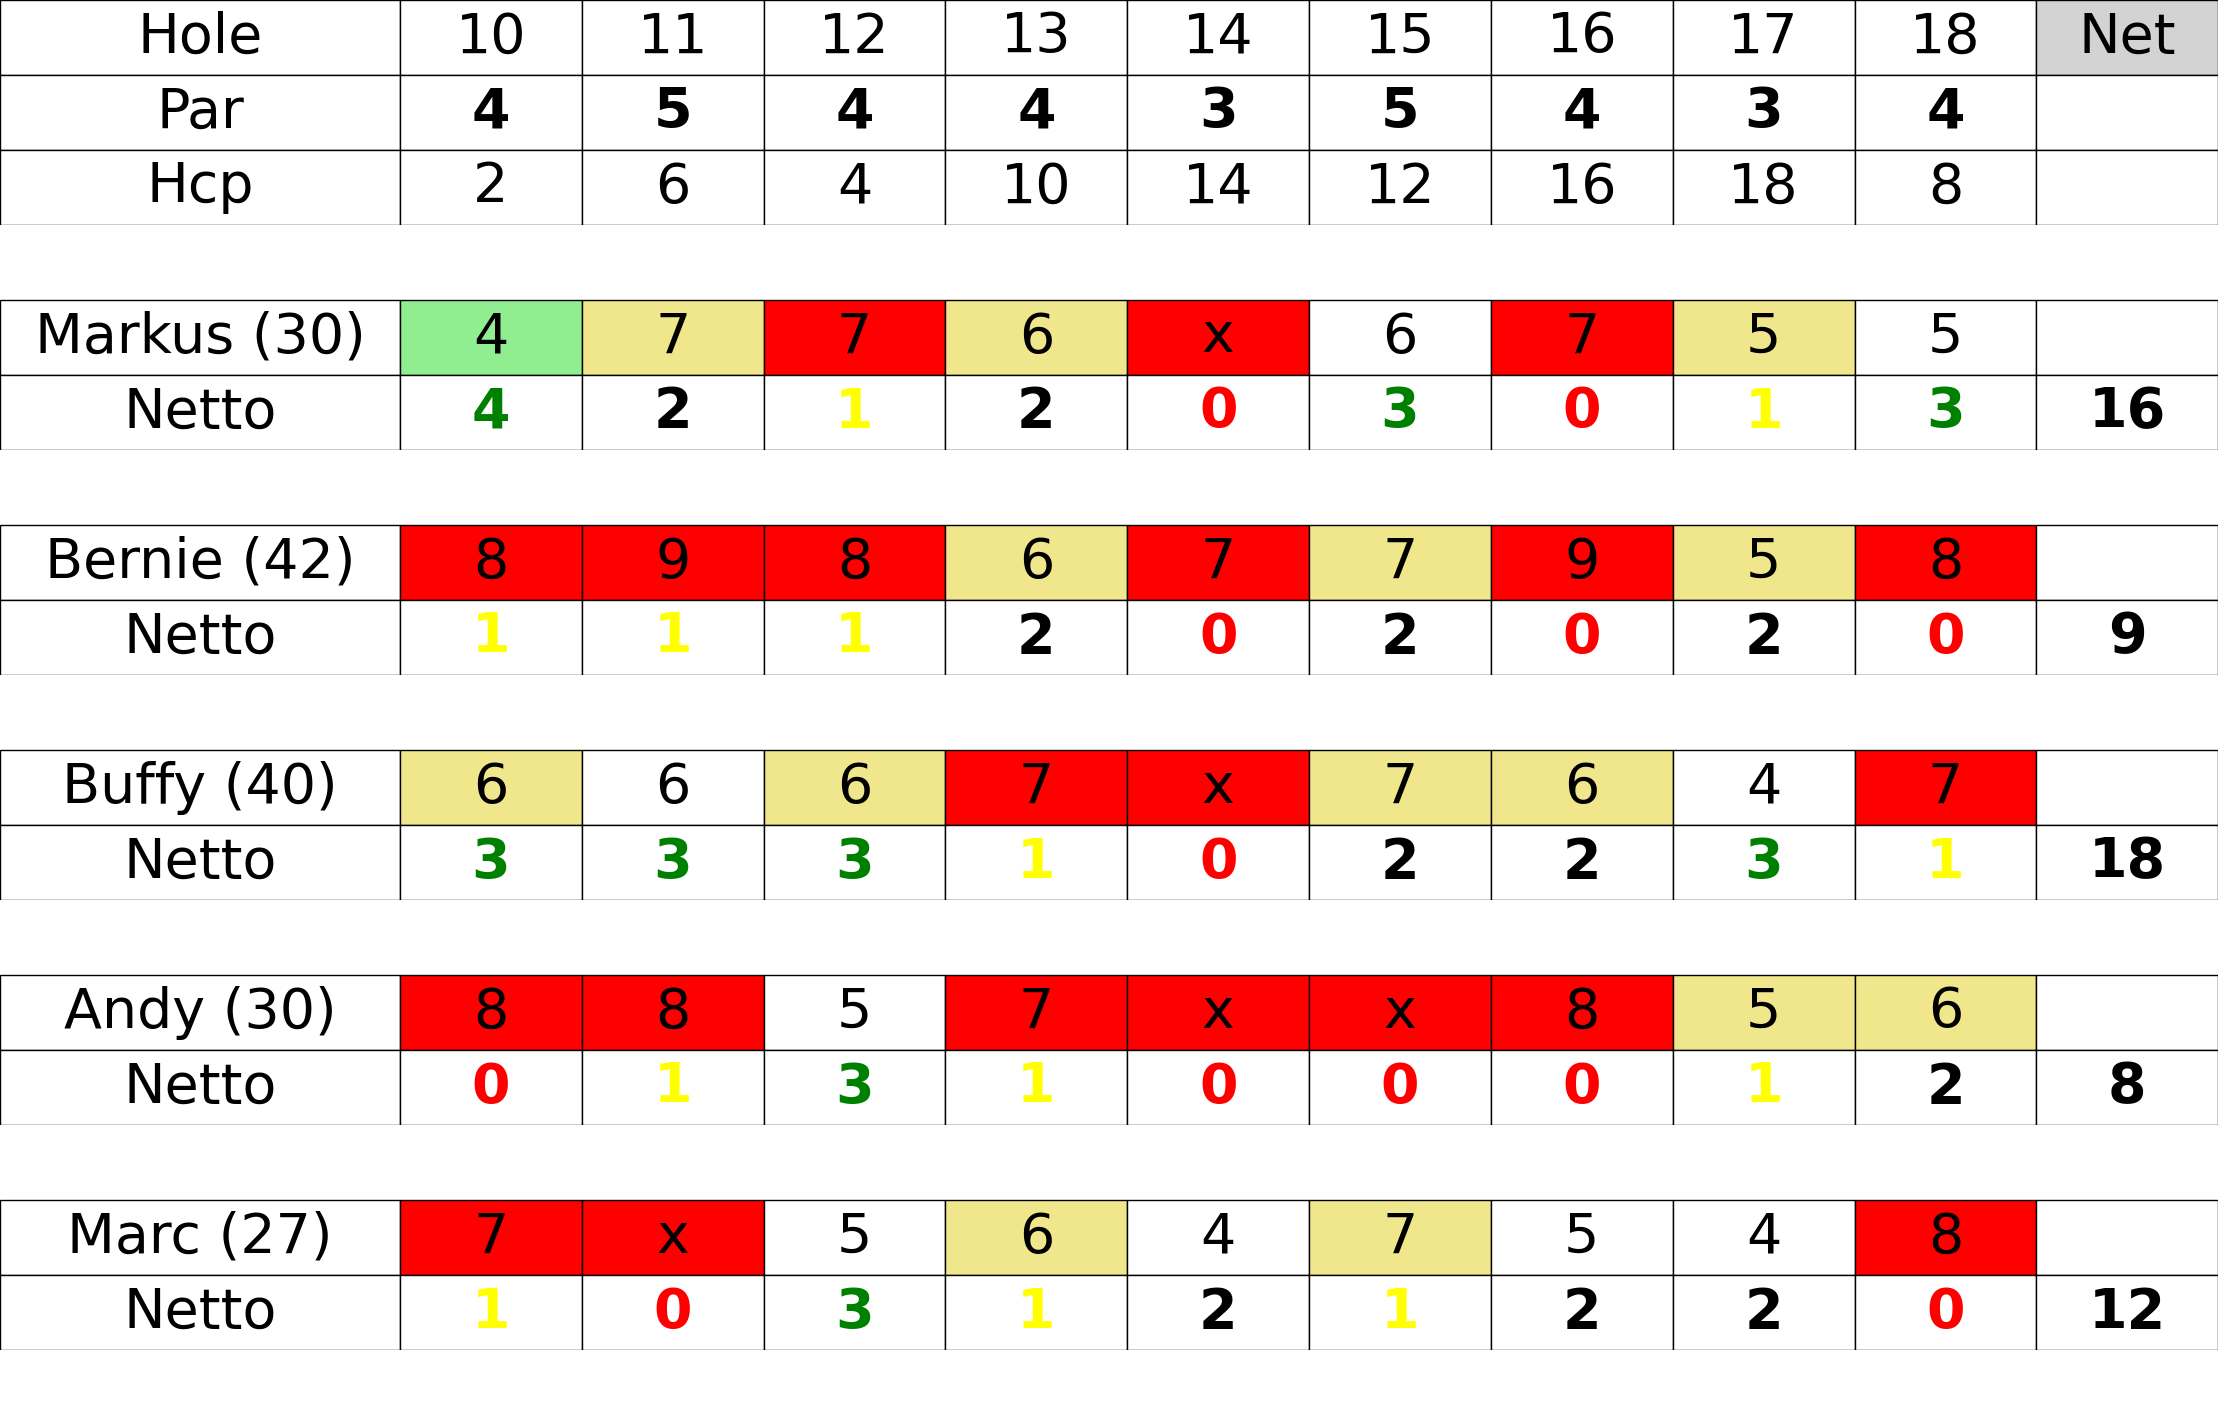 Hole 10 11 12 13 14 15 16 17 18 Net
Par 4 5 4 4 3 5 4 3 4
Hcp 2 6 4 10 14 12 16 18 8
Markus (30) 4 7 7 6 x 6 7 5 5
Netto 4 2 1 2 0 3 0 1 3 16
Bernie (42) 8 9 8 6 7 7 9 5 8
Netto 1 1 1 2 0 2 0 2 0 9
Buffy (40) 6 6 6 7 x 7 6 4 7
Netto 3 3 3 1 0 2 2 3 1 18
Andy (30) 8 8 5 7 x x 8 5 6
Netto 0 1 3 1 0 0 0 1 2 8
Marc (27) 7 x 5 6 4 7 5 4 8
Netto 1 0 3 1 2 1 2 2 0 12